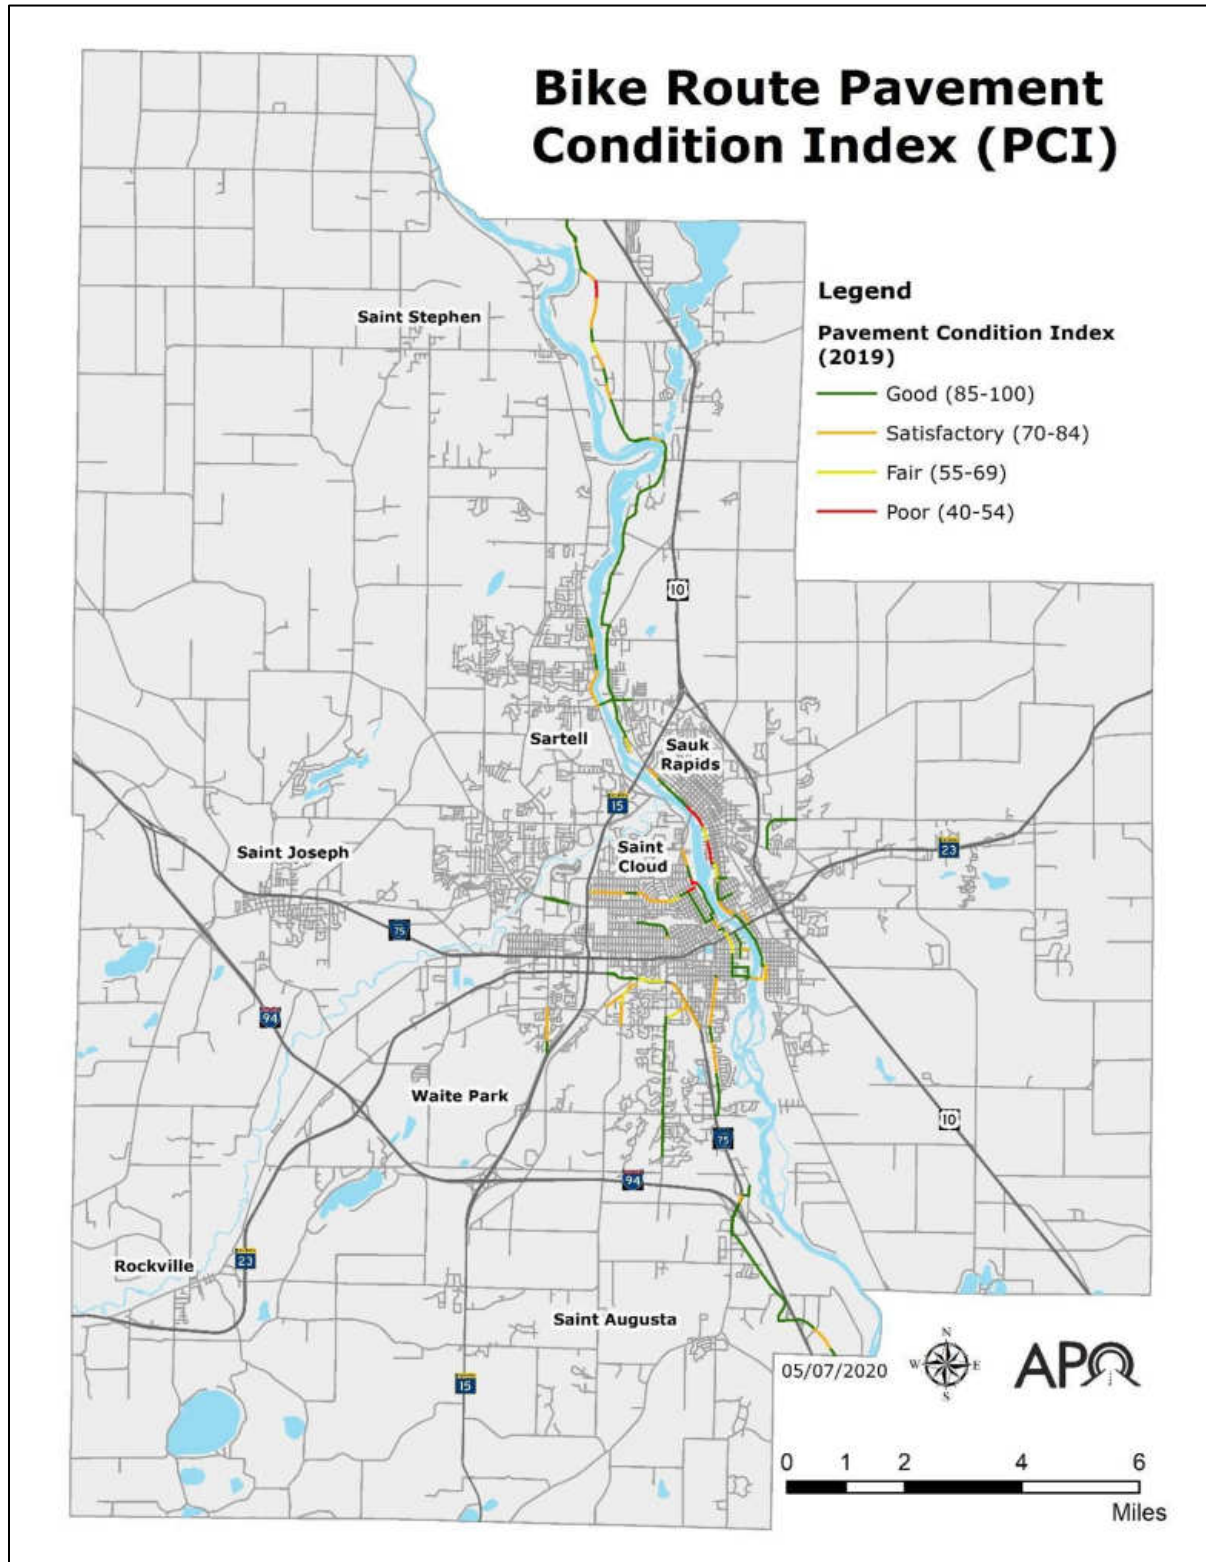 Bike Route Pavement
Condition Index (PCI)
Legend
Pavement Condition Index
(2019)
Good (85-100)
Satisfactory (70-84)
Fair (55-69)
Poor (40-54)
Saint Stephen
10
Sartell
Sauk
Rapids
15
Saint
Cloud
23
Saint Joseph
75
94
Waite Park
10
75
94
Rockville
23
Saint Augusta
15
05/07/2020
N
W
E
S
APO
0
1
2
4
6
Miles